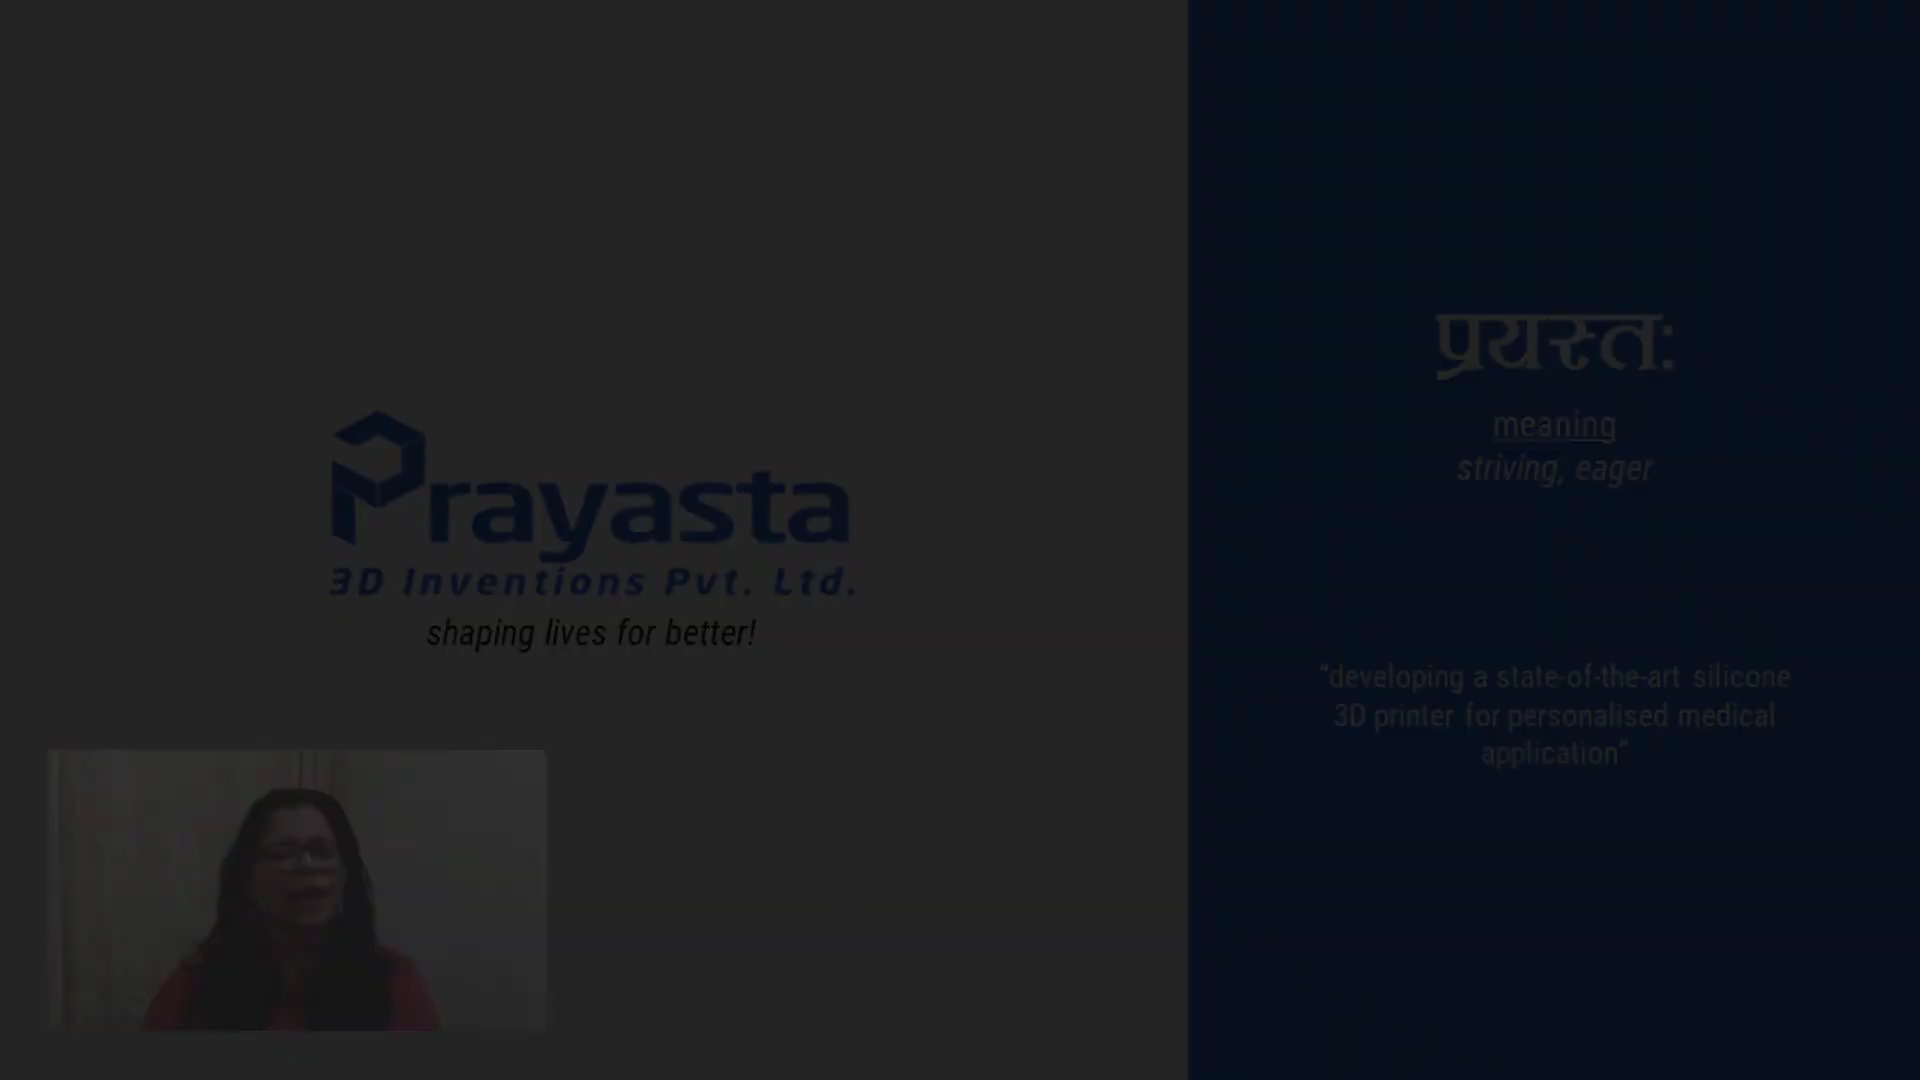 Prayasta
3D Inventions Pvt. Ltd.
shaping lives for better!
प्रयस्तः
meaning
striving, eager
“developing a state-of-the-art silicone
3D printer for personalised medical
application”